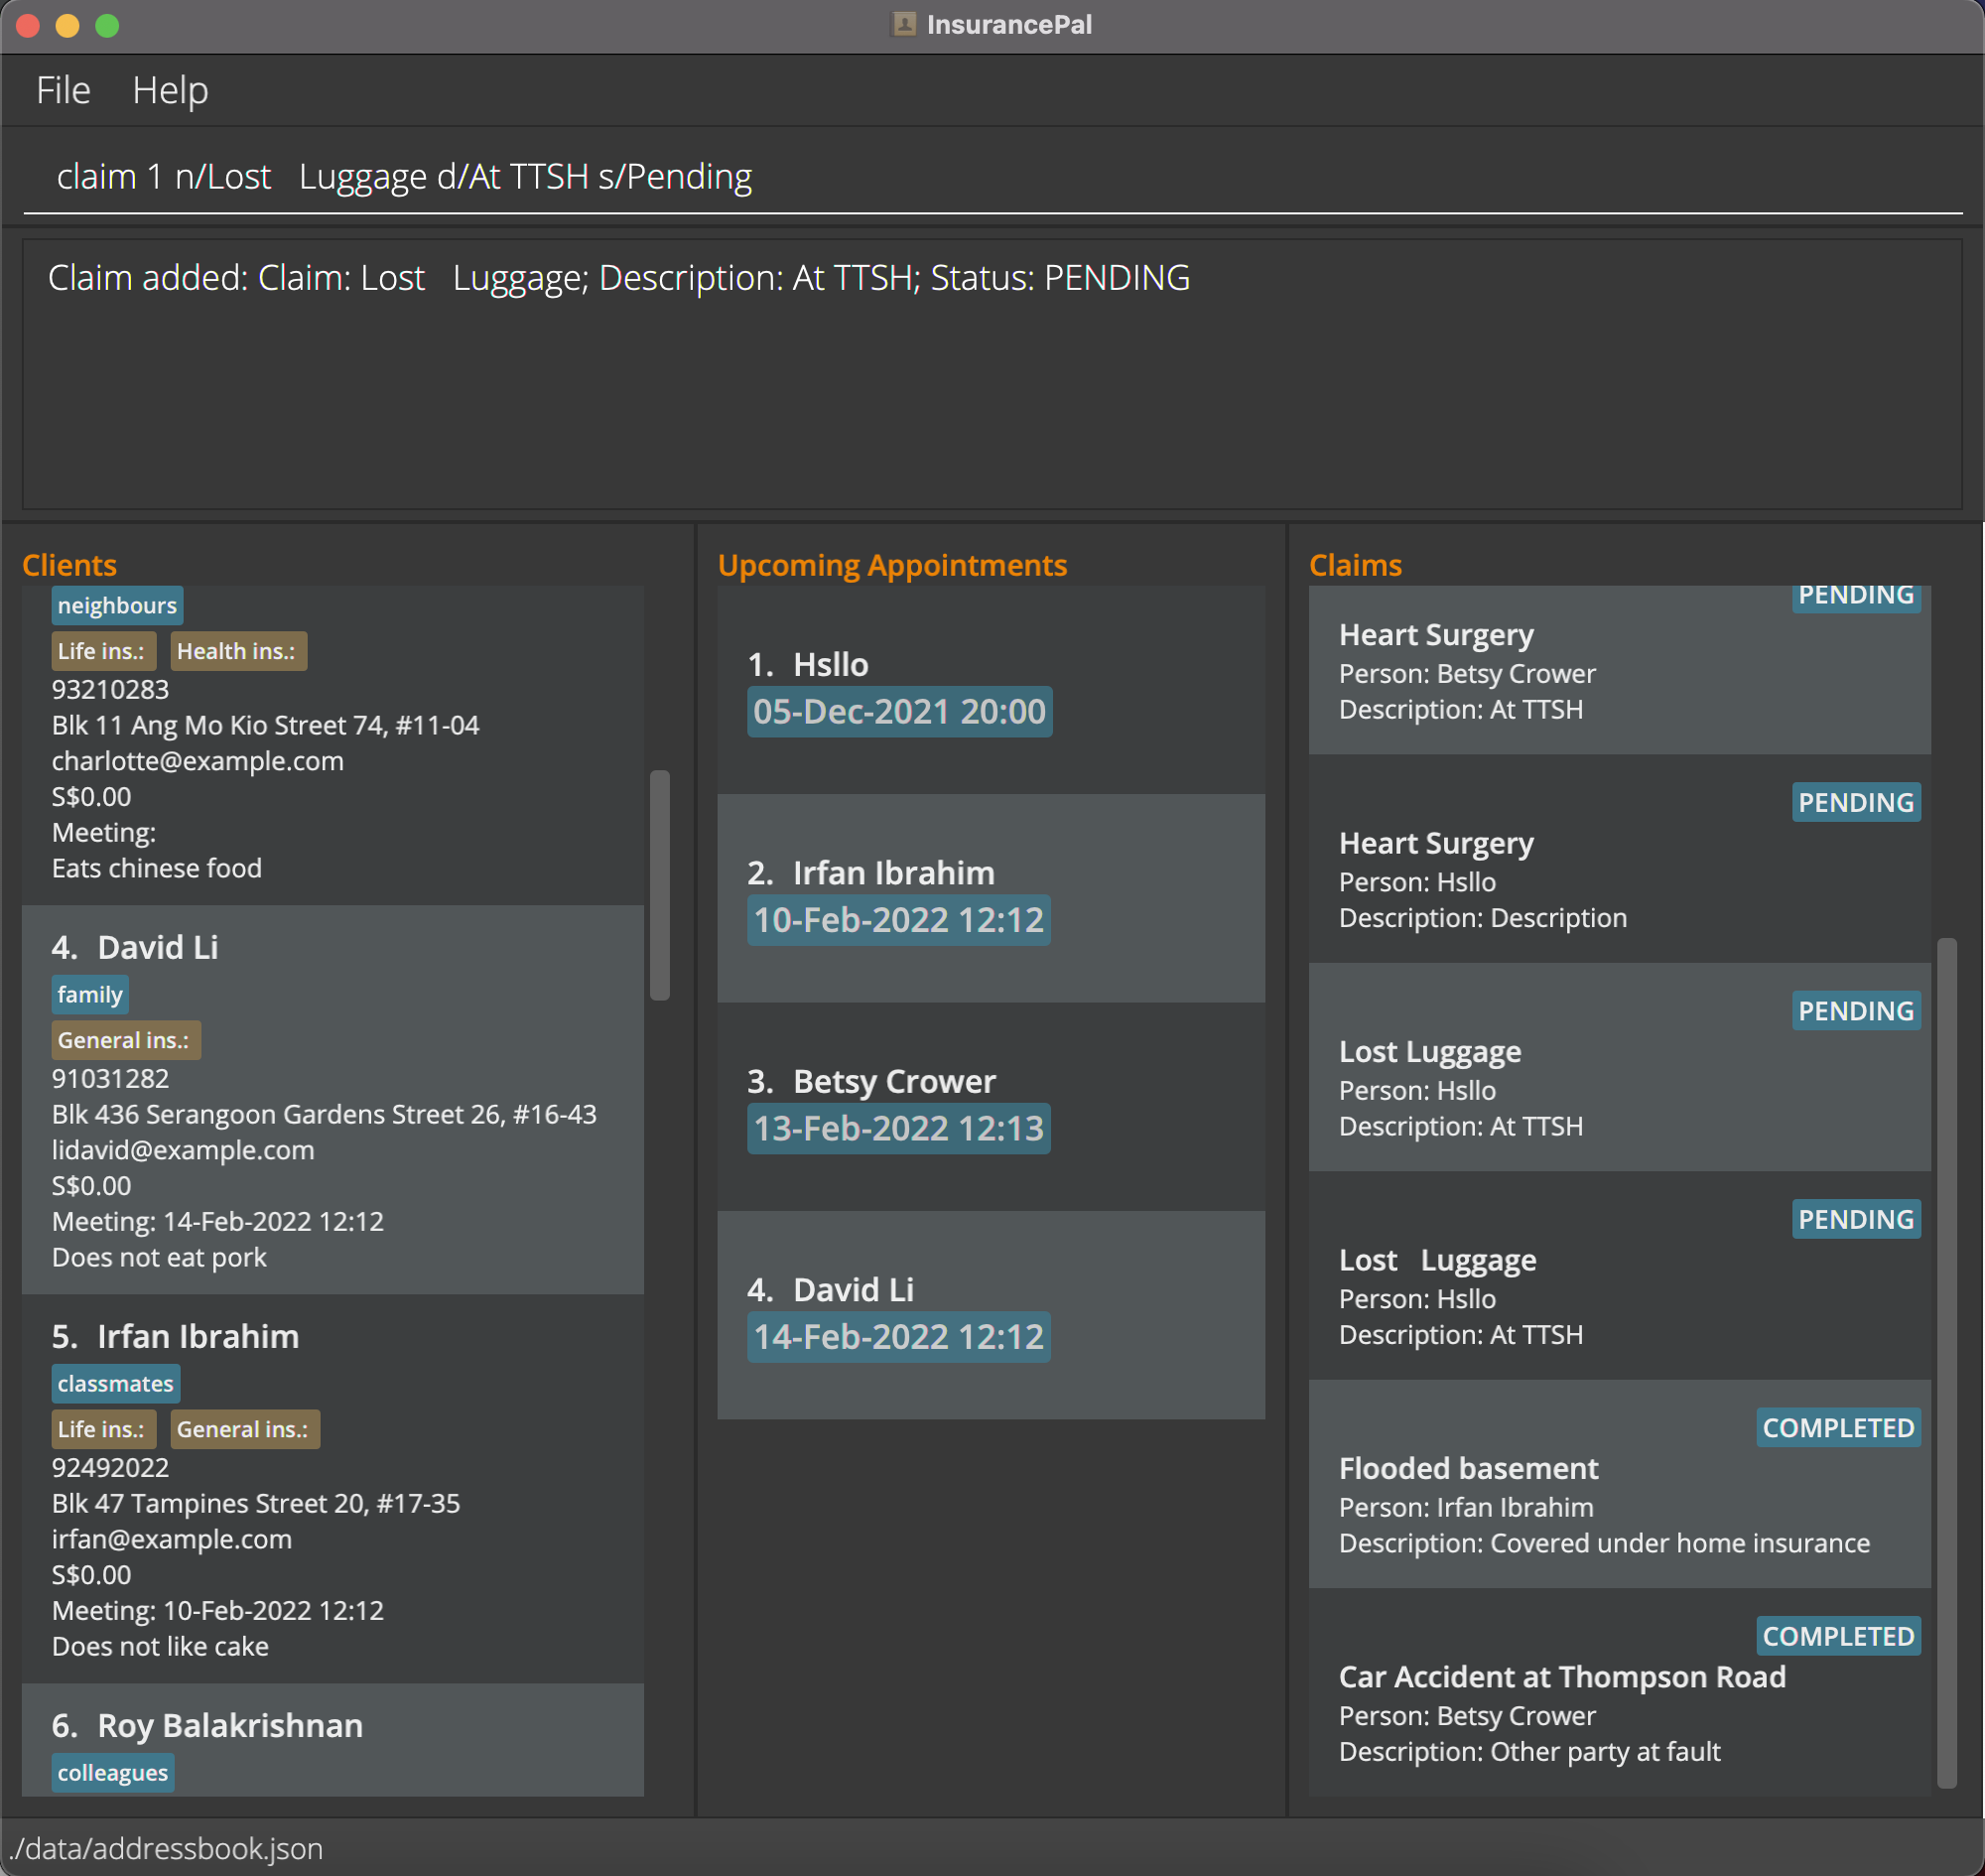 InsurancePal
File Help
claim 1 n/Lost   Luggage d/At TTSH s/Pending
Claim added: Claim: Lost   Luggage; Description: At TTSH; Status: PENDING
Clients
neighbours
Life ins.: Health ins.:
93210283
Blk 11 Ang Mo Kio Street 74, #11-04
charlotte@example.com
S$0.00
Meeting:
Eats chinese food
4. David Li
family
General ins.:
91031282
Blk 436 Serangoon Gardens Street 26, #16-43
lidavid@example.com
S$0.00
Meeting: 14-Feb-2022 12:12
Does not eat pork
5. Irfan Ibrahim
classmates
Life ins.: General ins.:
92492022
Blk 47 Tampines Street 20, #17-35
irfan@example.com
S$0.00
Meeting: 10-Feb-2022 12:12
Does not like cake
6. Roy Balakrishnan
colleagues
Upcoming Appointments
1. Hsllo
05-Dec-2021 20:00
2. Irfan Ibrahim
10-Feb-2022 12:12
3. Betsy Crower
13-Feb-2022 12:13
4. David Li
14-Feb-2022 12:12
Claims
PENDING
Heart Surgery
Person: Betsy Crower
Description: At TTSH
PENDING
Heart Surgery
Person: Hsllo
Description: Description
PENDING
Lost Luggage
Person: Hsllo
Description: At TTSH
PENDING
Lost   Luggage
Person: Hsllo
Description: At TTSH
COMPLETED
Flooded basement
Person: Irfan Ibrahim
Description: Covered under home insurance
COMPLETED
Car Accident at Thompson Road
Person: Betsy Crower
Description: Other party at fault
./data/addressbook.json